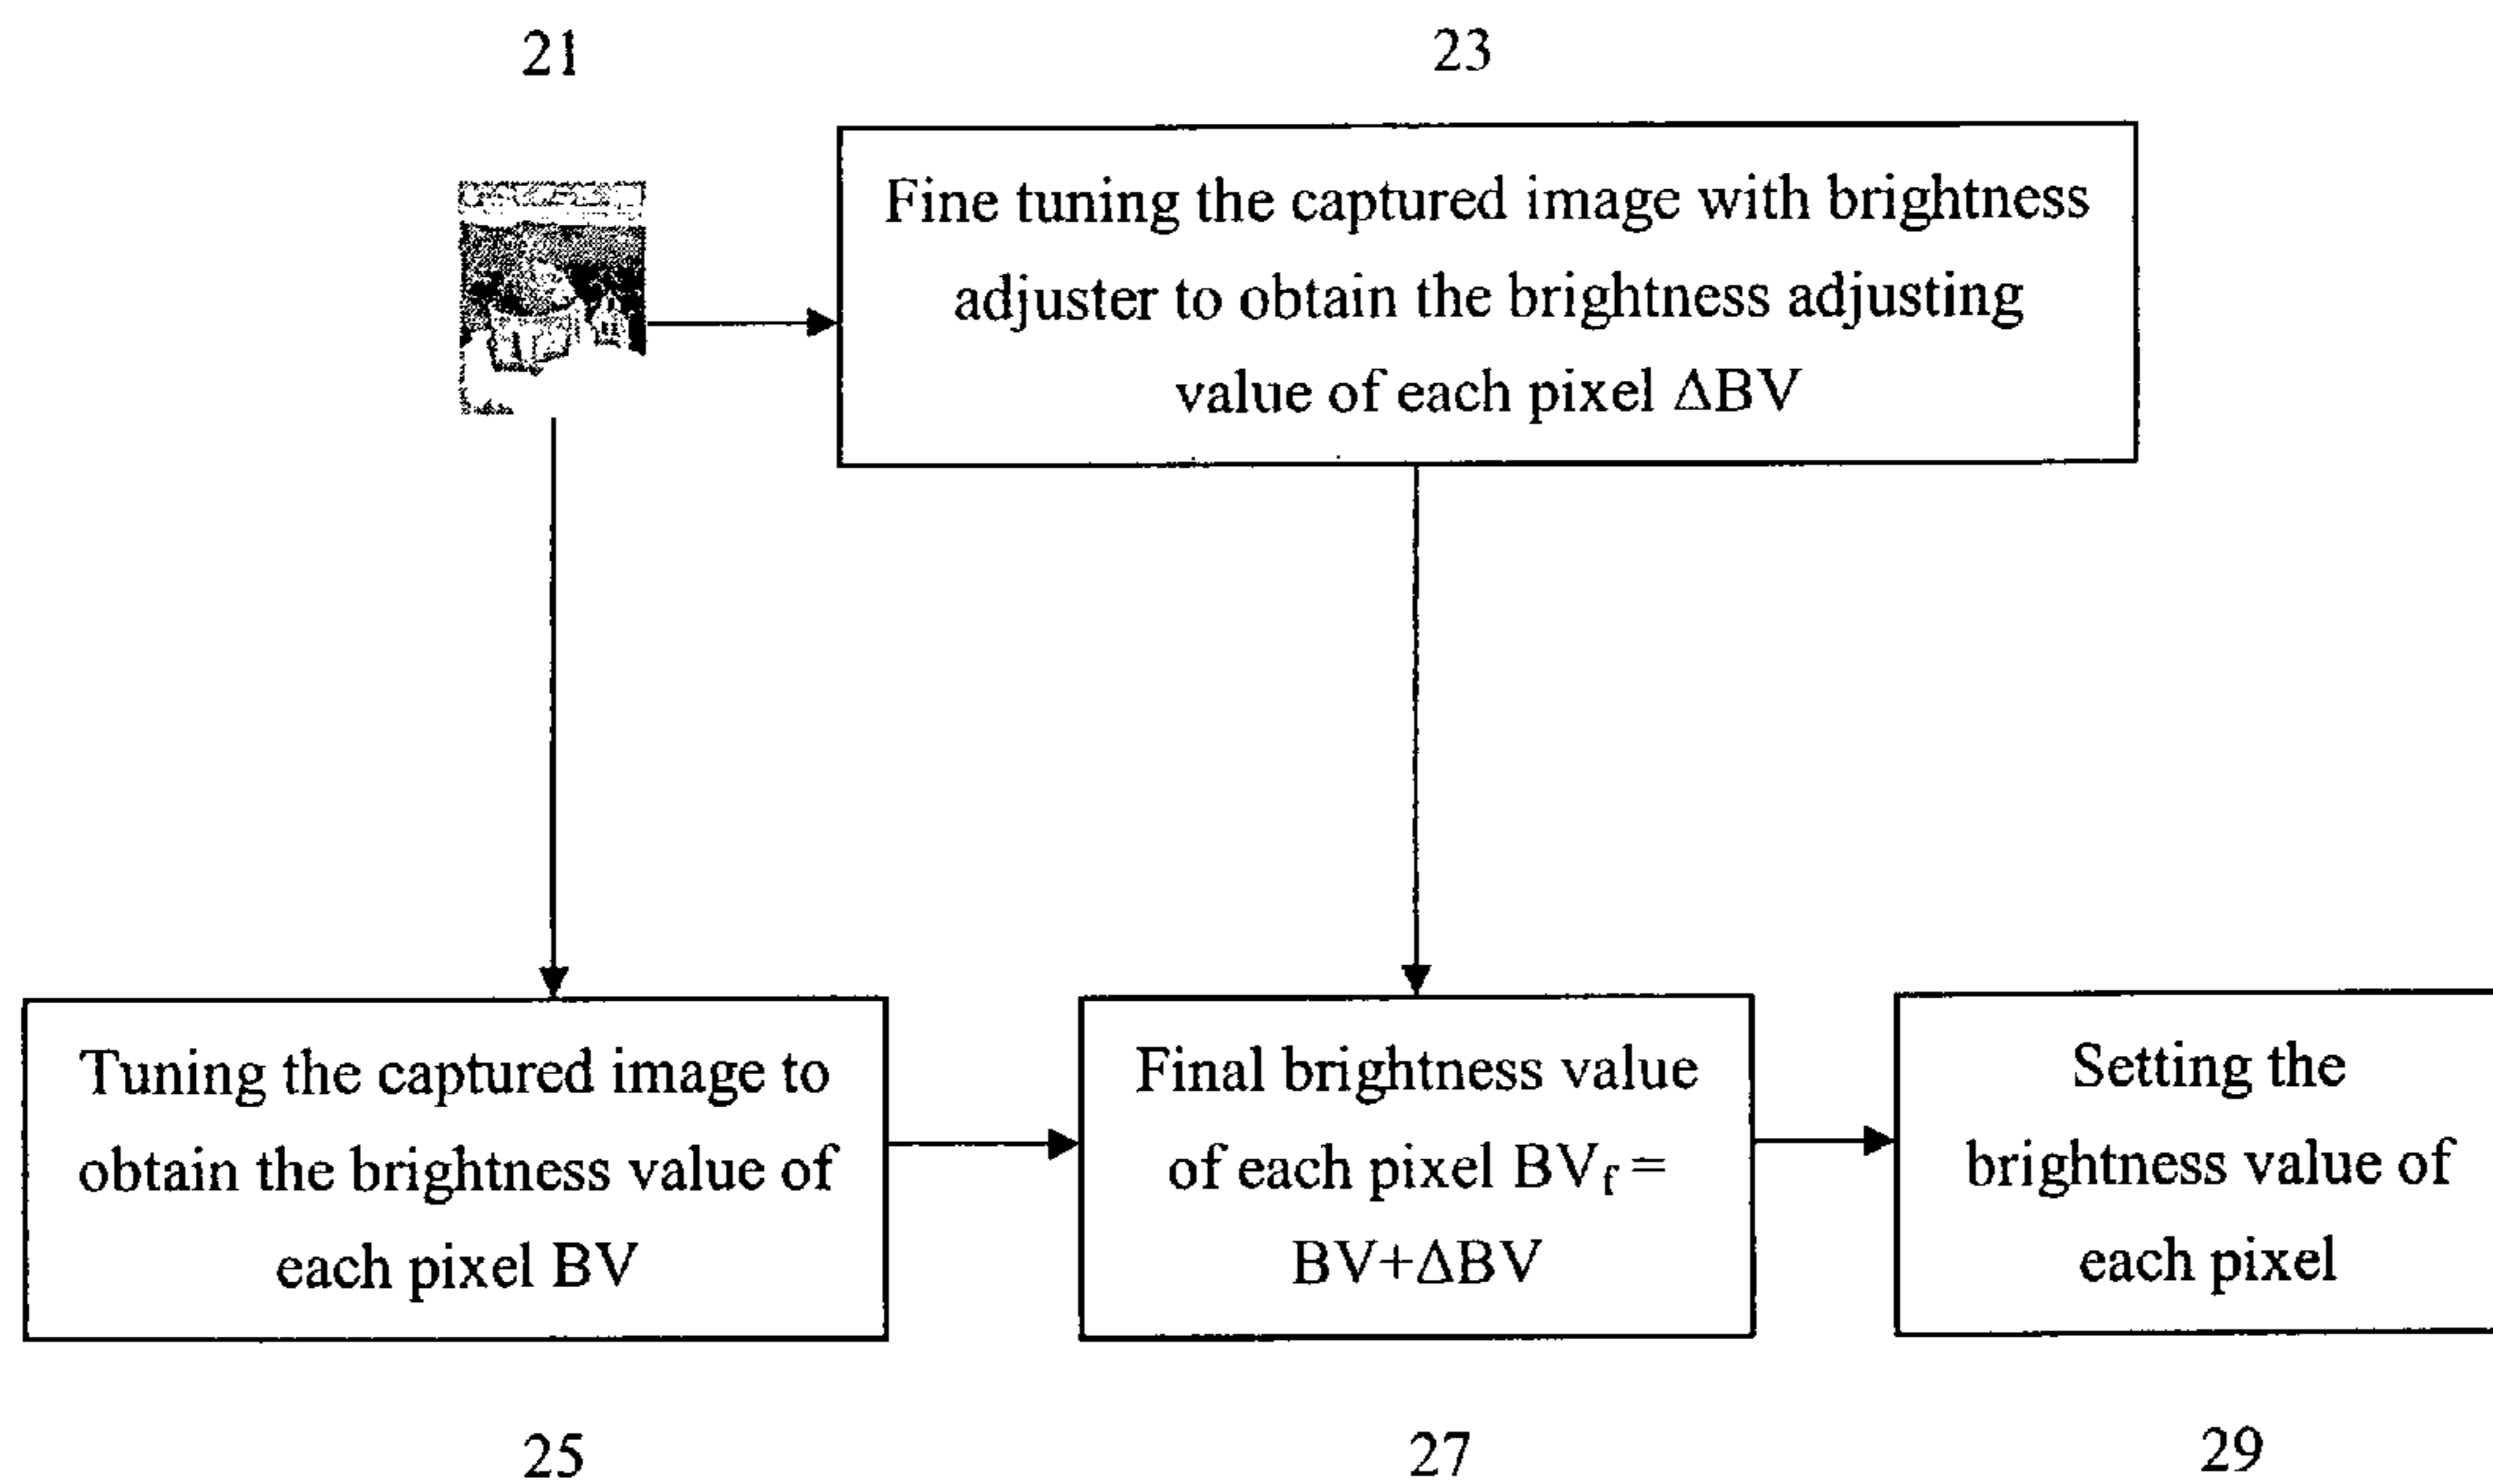 21
23
Fine tuning the captured image with brightness
adjuster to obtain the brightness adjusting
value of each pixel ΔBV
Tuning the captured image to
obtain the brightness value of
each pixel BV
Final brightness value
of each pixel BVf =
BV+ΔBV
Setting the
brightness value of
each pixel
25
27
29